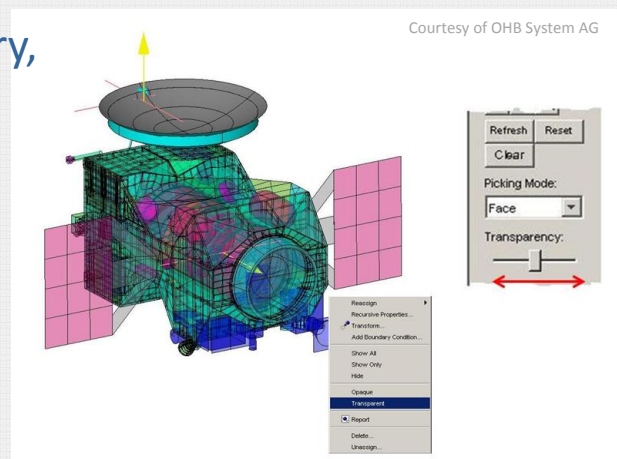 ry,
Courtesy of OHB System AG
Refresh Reset
Clear
Picking Mode:
Face
Transparency:
Reassign
Recursive Properties...
Transform...
Add Boundary Condition...
Show All
Show Only
Hide
Opaque
Transparent
Report
Delete...
Unassign...